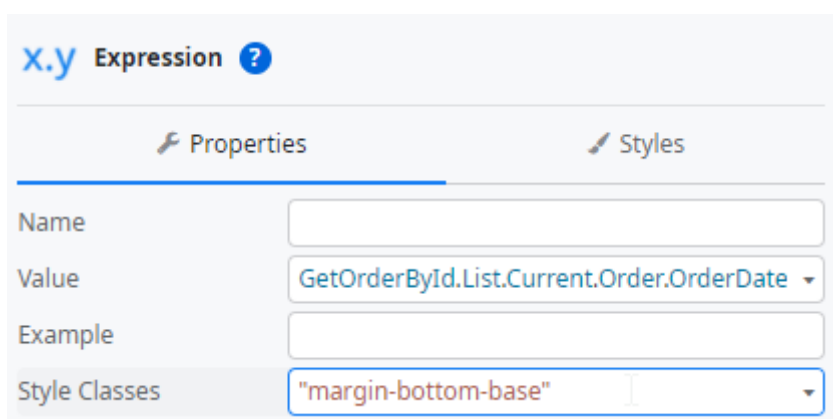 x.y Expression ?
Properties Styles
Name
Value GetOrderById.List.Current.Order.OrderDate
Example
Style Classes "margin-bottom-base"